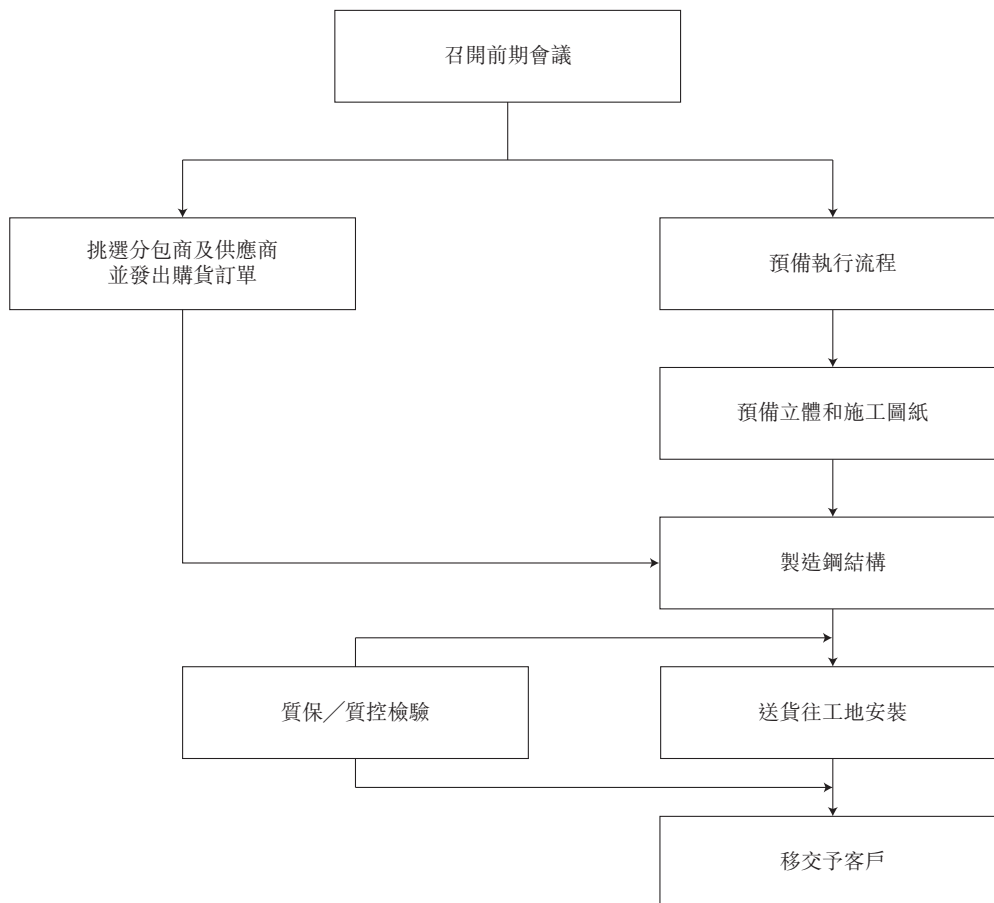 召開前期會議
挑選分包商及供應商
並發出購貨訂單
預備執行流程
預備立體和施工圖紙
製造鋼結構
質保╱質控檢驗
送貨往工地安裝
移交予客戶